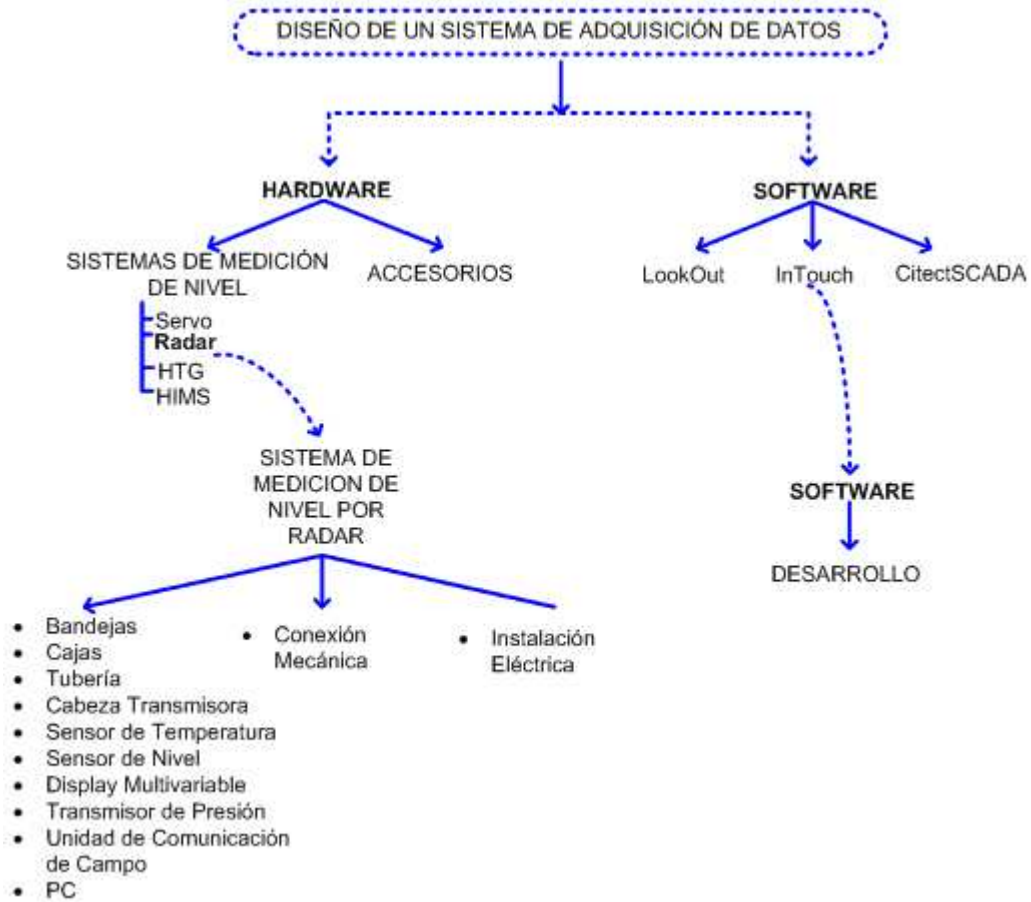 DISEÑO DE UN SISTEMA DE ADQUISICIÓN DE DATOS
HARDWARE
SOFTWARE
SISTEMAS DE MEDICIÓN
DE NIVEL
ACCESORIOS
LookOut
InTouch
CitectSCADA
Servo
Radar
HTG
HIMS
SISTEMA DE
MEDICION DE
NIVEL POR
RADAR
SOFTWARE
DESARROLLO
• Bandejas
• Cajas
• Tubería
• Cabeza Transmisora
• Sensor de Temperatura
• Sensor de Nivel
• Display Multivariable
• Transmisor de Presión
• Unidad de Comunicación
de Campo
• PC
• Conexión
Mecánica
• Instalación
Eléctrica